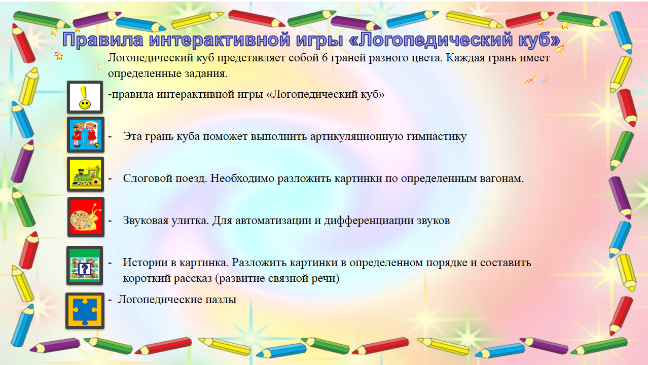 Правила интерактивной игры «Логопедический куб»
Логопедический куб представляет собой 6 граней разного цвета. Каждая грань имеет
определенные задания.
-правила интерактивной игры «Логопедический куб»
- Эта грань куба поможет выполнить артикуляционную гимнастику
- Слоговой поезд. Необходимо разложить картинки по определенным вагонам.
- Звуковая улитка. Для автоматизации и дифференциации звуков
- Истории в картинка. Разложить картинки в определенном порядке и составить
короткий рассказ (развитие связной речи)
- Логопедические пазлы